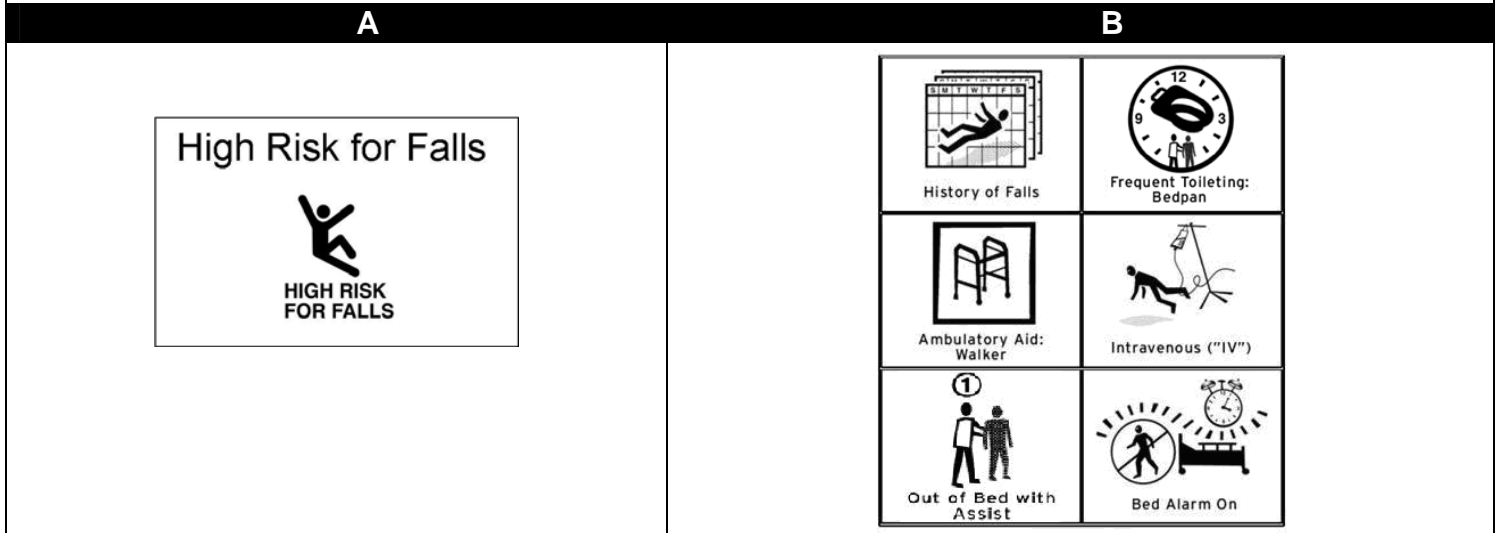 A
B
High Risk for Falls
HIGH RISK
FOR FALLS
S M T W T F S
History of Falls
12
9
3
Frequent Toileting:
Bedpan
Ambulatory Aid:
Walker
Intravenous ("IV")
1
Out of Bed with
Assist
Bed Alarm On